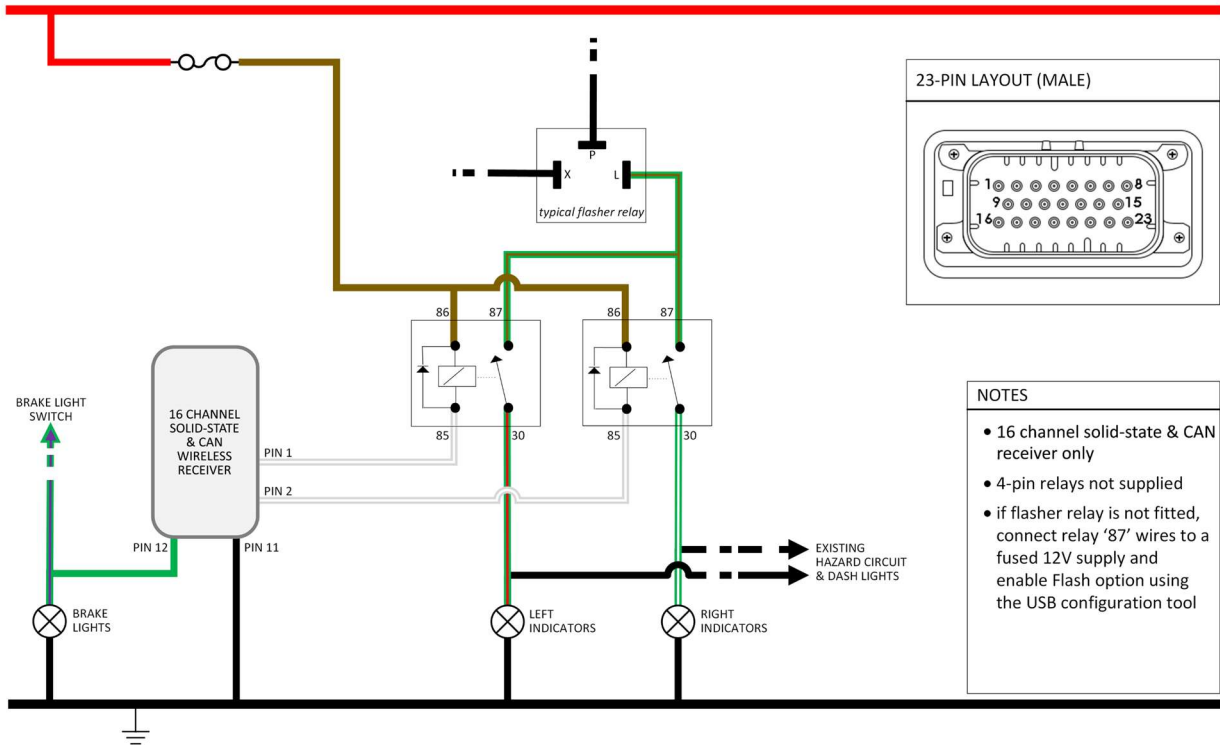 23-PIN LAYOUT (MALE)
1
8
9
15
16
23
P
X
L
typical flasher relay
86
87
86
87
85
30
85
30
BRAKE LIGHT
SWITCH
16 CHANNEL
SOLID-STATE
& CAN
WIRELESS
RECEIVER
PIN 1
PIN 2
PIN 12
PIN 11
EXISTING
HAZARD CIRCUIT
& DASH LIGHTS
BRAKE
LIGHTS
LEFT
INDICATORS
RIGHT
INDICATORS
NOTES
• 16 channel solid-state & CAN
receiver only
• 4-pin relays not supplied
• if flasher relay is not fitted,
connect relay ‘87’ wires to a
fused 12V supply and
enable Flash option using
the USB configuration tool